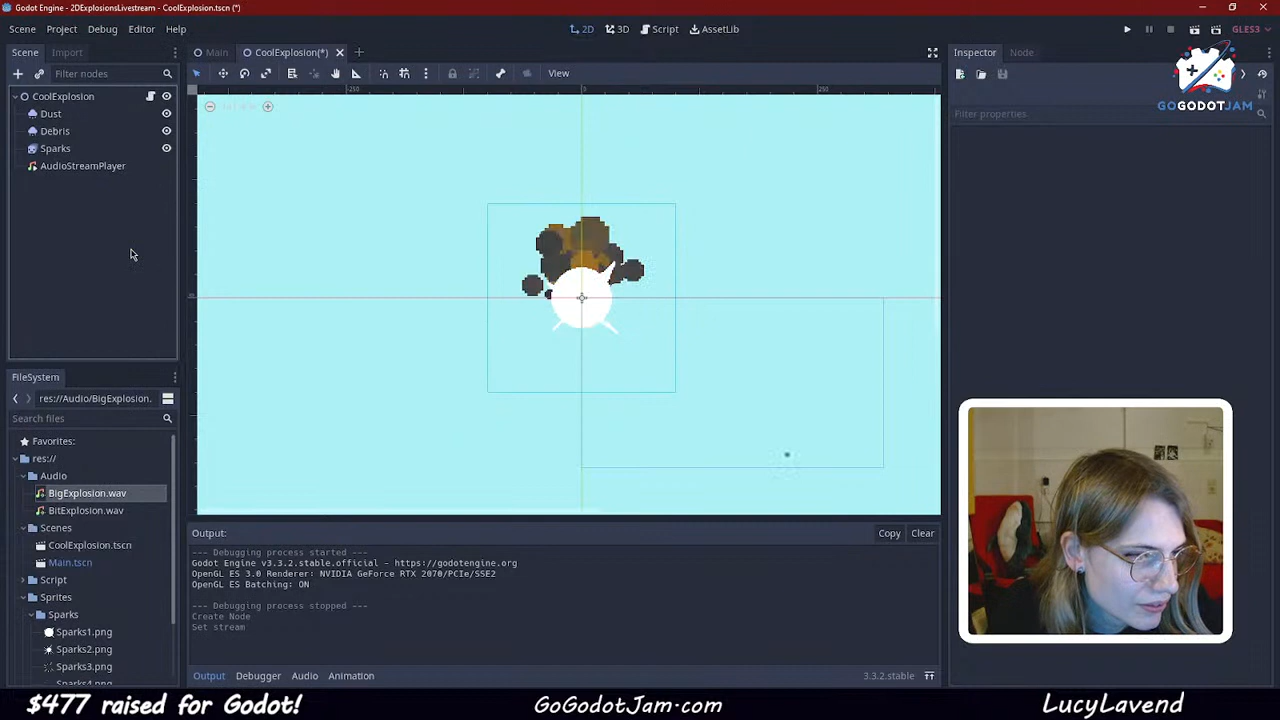 Godot Engine - 2DExplosionsLivestream - CoolExplosion.tscn (*)
Scene Project Debug Editor Help
2D 3D Script AssetLib
GLES3
Scene Import
Main CoolExplosion(*)
Inspector Node
Filter nodes
View
GOGODOTJAM
Filter properties
CoolExplosion
Dust
Debris
Sparks
AudioStreamPlayer
-250 0 250
FileSystem
res://Audio/BigExplosion.
Search files
Favorites:
res://
Audio
BigExplosion.wav
BitExplosion.wav
Scenes
CoolExplosion.tscn
Main.tscn
Script
Sprites
Sparks
Sparks1.png
Sparks2.png
Sparks3.png
Sparks4.png
Output: Copy Clear
--- Debugging process started ---
Godot Engine v3.3.2.stable.official - https://godotengine.org
OpenGL ES 3.0 Renderer: NVIDIA GeForce RTX 2070/PCIe/SSE2
OpenGL ES Batching: ON
--- Debugging process stopped ---
Create Node
Set stream
Output Debugger Audio Animation 3.3.2.stable
$477 raised for Godot! GoGodotJam.com LucyLavend